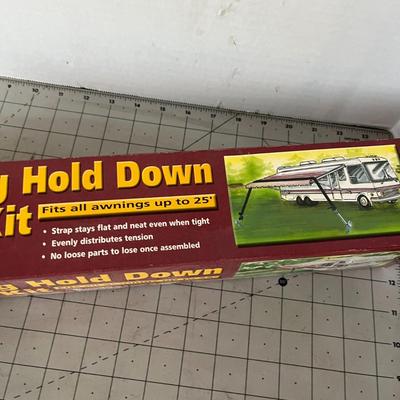 g Hold Down
Kit Fits all awnings up to 25'
• Strap stays flat and neat even when tight
• Evenly distributes tension
• No loose parts to lose once assembled
g Hold Down